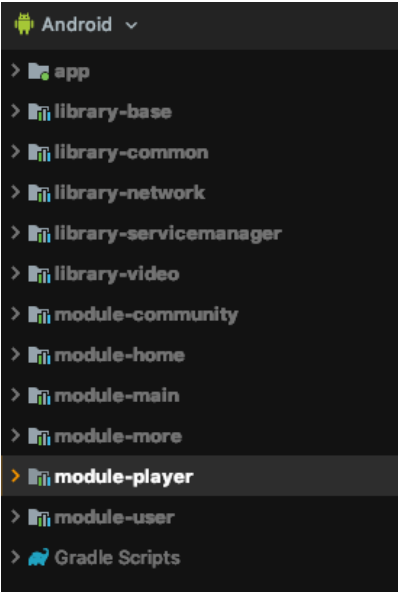 Android
app
library-base
library-common
library-network
library-servicemanager
library-video
module-community
module-home
module-main
module-more
module-player
module-user
Gradle Scripts